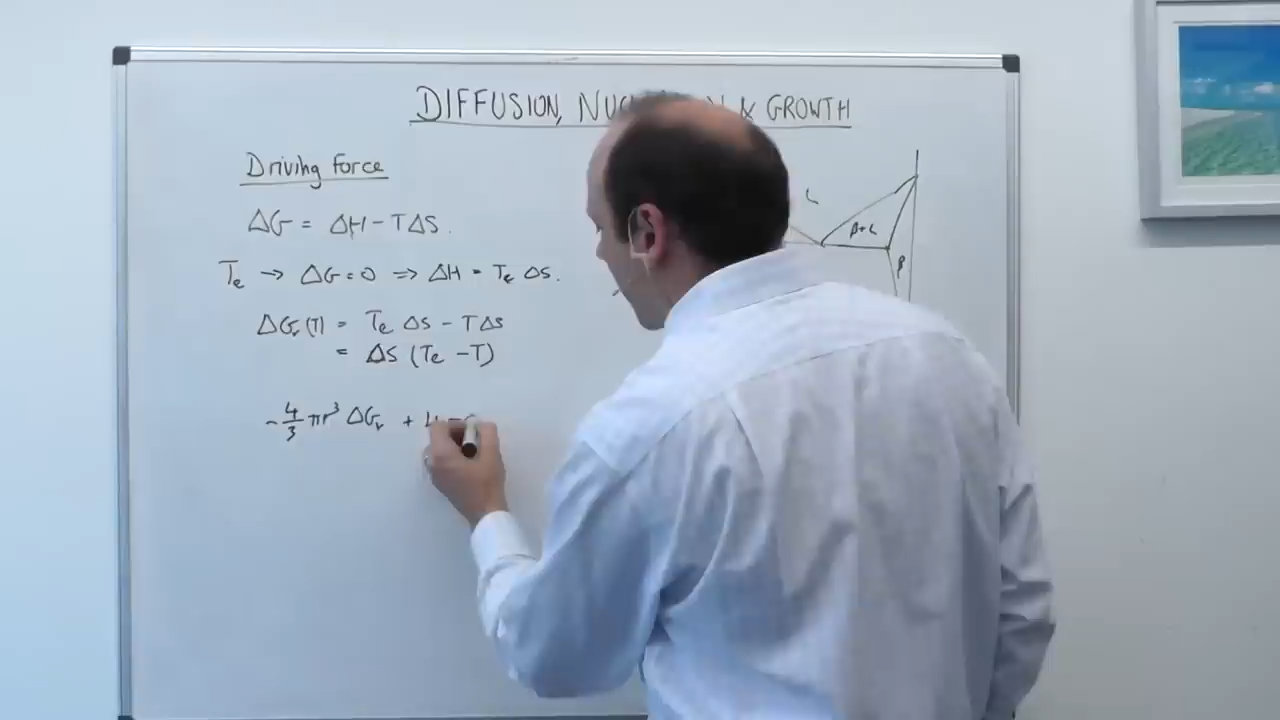 DIFFUSION, & GROWTH
Driving Force
ΔG = ΔH - TΔS.
Te → ΔG = 0 => ΔH = Te ΔS.
ΔGv(T) = Te ΔS - TΔS
= ΔS (Te - T)
- 4/3 πr³ ΔGv +
L
β+L
β